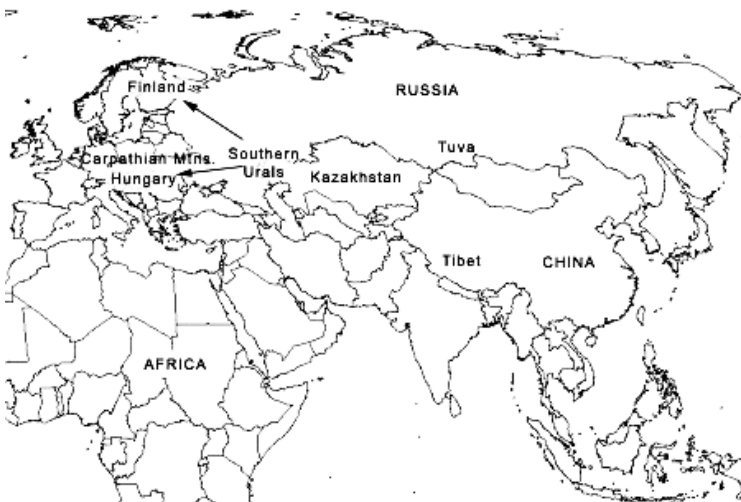 Finland
RUSSIA
Tuva
Carpathian Mtns.
Southern
Urals
Hungary
Kazakhstan
Tibet
CHINA
AFRICA